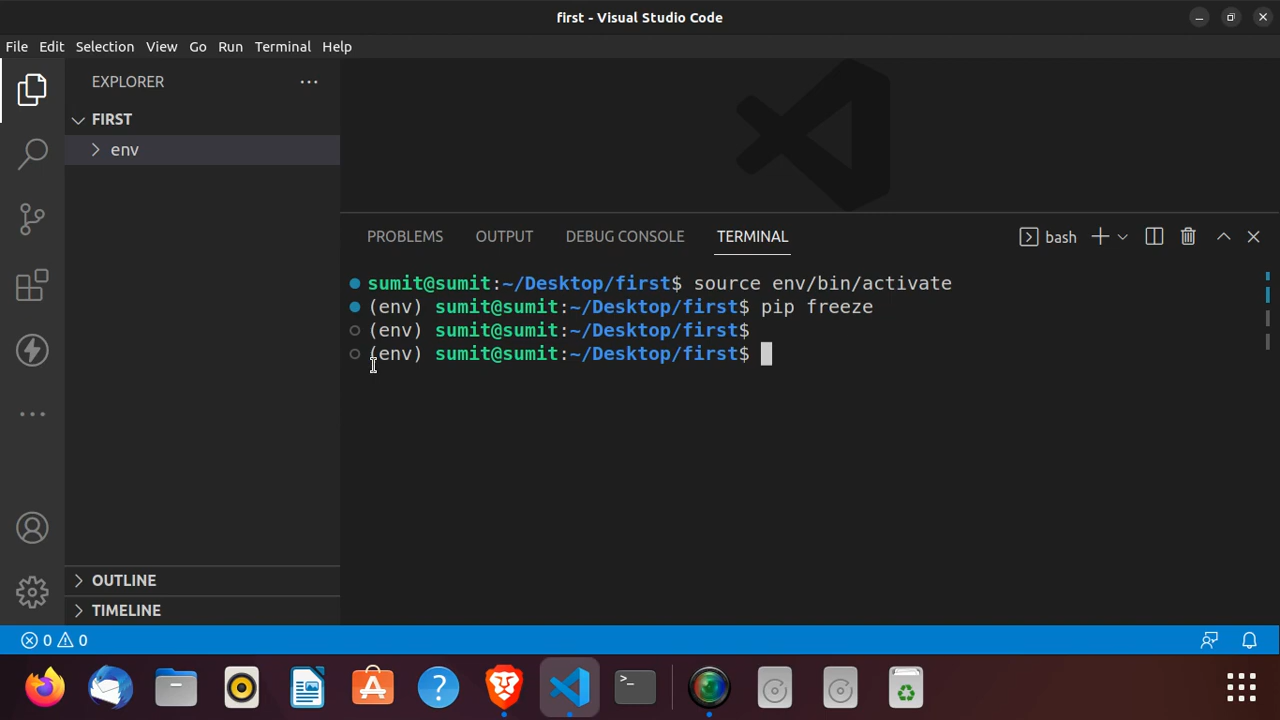 first - Visual Studio Code
File Edit Selection View Go Run Terminal Help
EXPLORER
FIRST
env
OUTLINE
TIMELINE
PROBLEMS OUTPUT DEBUG CONSOLE TERMINAL bash
sumit@sumit:~/Desktop/first$ source env/bin/activate
(env) sumit@sumit:~/Desktop/first$ pip freeze
(env) sumit@sumit:~/Desktop/first$
(env) sumit@sumit:~/Desktop/first$
0 0